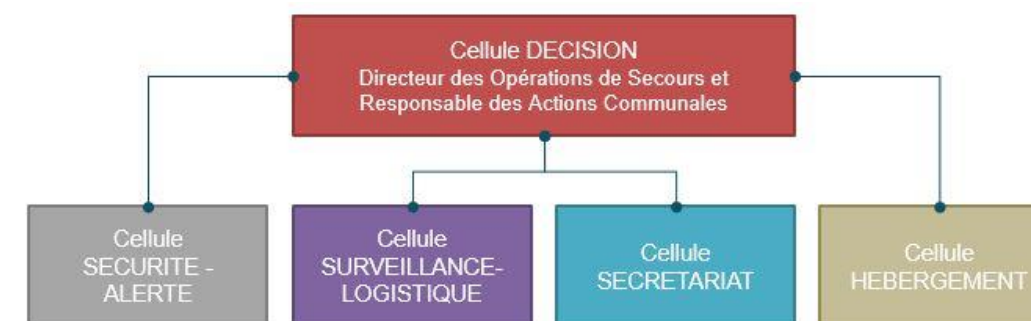 Cellule DECISION
Directeur des Opérations de Secours et
Responsable des Actions Communales
Cellule
SECURITE -
ALERTE
Cellule
SURVEILLANCE-
LOGISTIQUE
Cellule
SECRETARIAT
Cellule
HEBERGEMENT